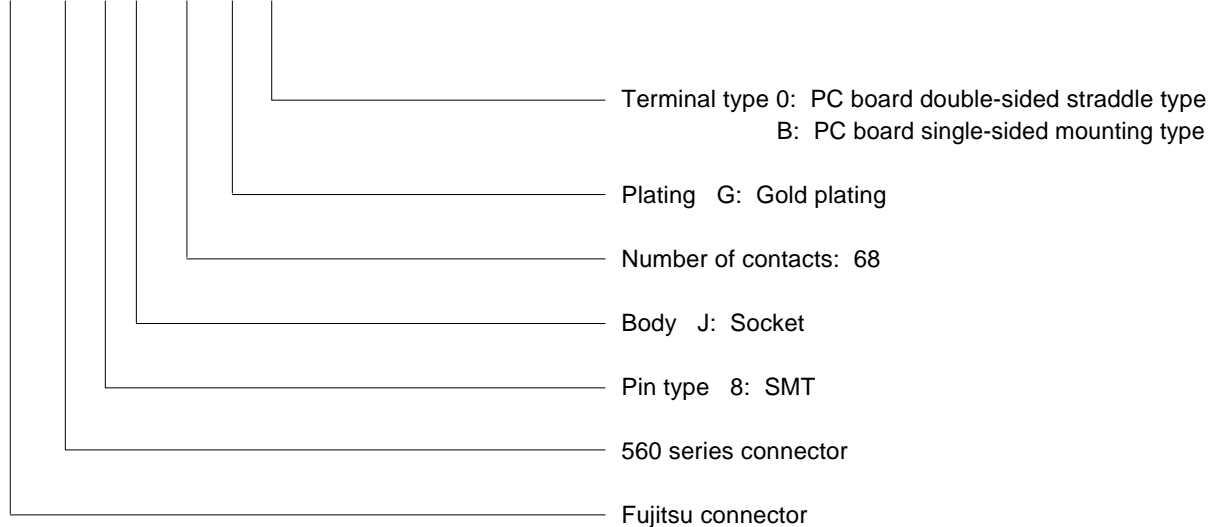 Terminal type 0: PC board double-sided straddle type
B: PC board single-sided mounting type
Plating G: Gold plating
Number of contacts: 68
Body J: Socket
Pin type 8: SMT
560 series connector
Fujitsu connector